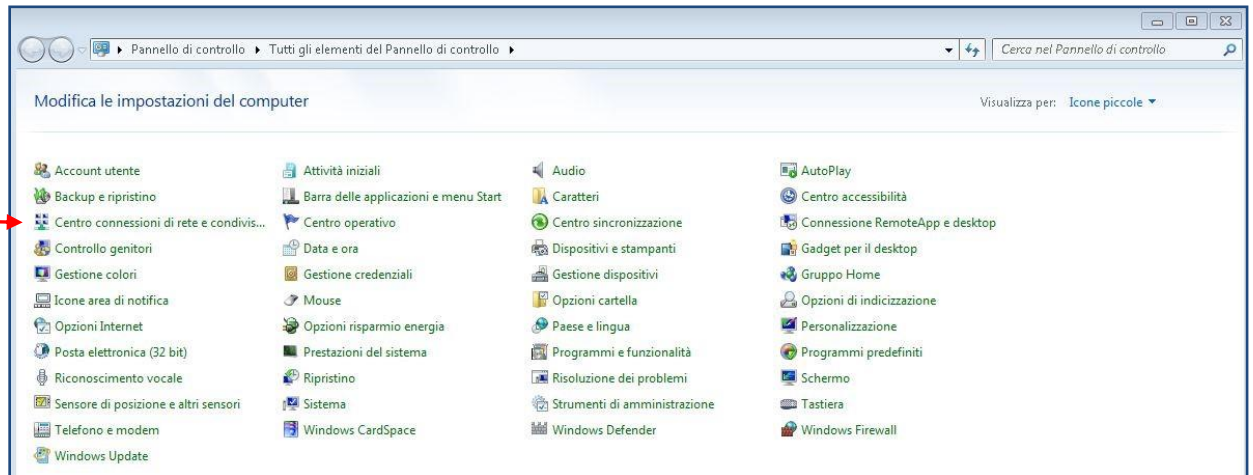 Pannello di controllo Tutti gli elementi del Pannello di controllo Cerca nel Pannello di controllo
Modifica le impostazioni del computer Visualizza per: Icone piccole
Account utente Attività iniziali Audio AutoPlay
Backup e ripristino Barra delle applicazioni e menu Start Caratteri Centro accessibilità
Centro connessioni di rete e condivis... Centro operativo Centro sincronizzazione Connessione RemoteApp e desktop
Controllo genitori Data e ora Dispositivi e stampanti Gadget per il desktop
Gestione colori Gestione credenziali Gestione dispositivi Gruppo Home
Icone area di notifica Mouse Opzioni cartella Opzioni di indicizzazione
Opzioni Internet Opzioni risparmio energia Paese e lingua Personalizzazione
Posta elettronica (32 bit) Prestazioni del sistema Programmi e funzionalità Programmi predefiniti
Riconoscimento vocale Ripristino Risoluzione dei problemi Schermo
Sensore di posizione e altri sensori Sistema Strumenti di amministrazione Tastiera
Telefono e modem Windows CardSpace Windows Defender Windows Firewall
Windows Update